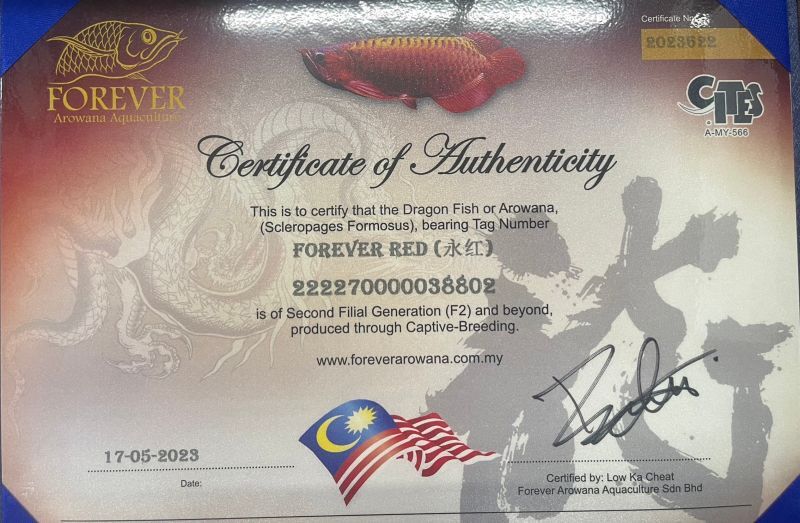 FOREVER
Arowana Aquaculture
2023522
CITES
A-MY-566
Certificate of Authenticity
This is to certify that the Dragon Fish or Arowana,
(Scleropages Formosus), bearing Tag Number
FOREVER RED (永红)
222270000038802
is of Second Filial Generation (F2) and beyond,
produced through Captive-Breeding.
www.foreverarowana.com.my
17-05-2023
Date:
Certified by: Low Ka Cheat
Forever Arowana Aquaculture Sdn Bhd